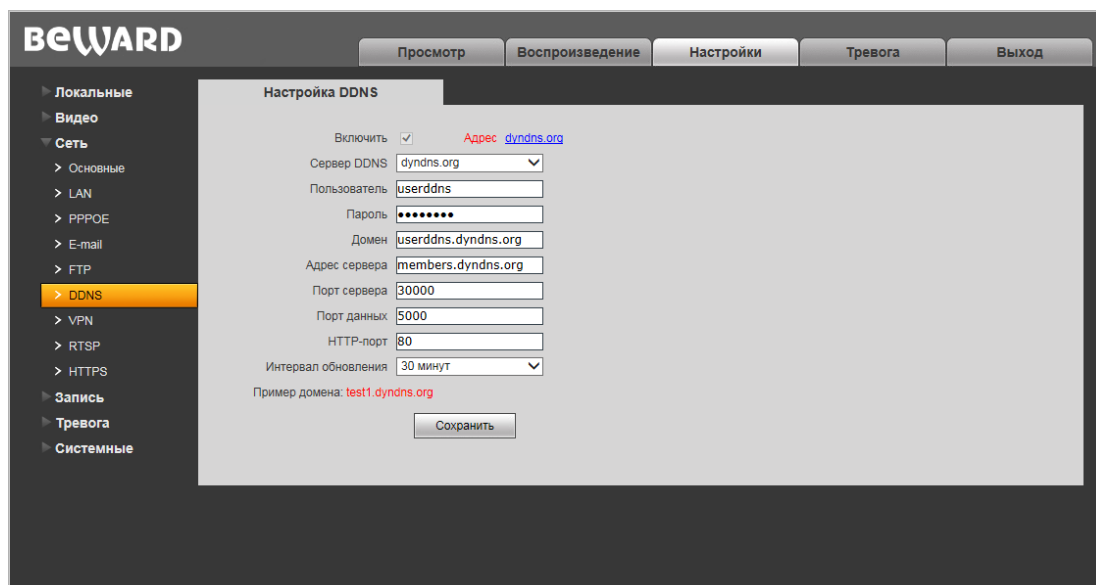 BEWARD
Просмотр
Воспроизведение
Настройки
Тревога
Выход
Локальные
Видео
Сеть
Основные
LAN
PPPOE
E-mail
FTP
DDNS
VPN
RTSP
HTTPS
Запись
Тревога
Системные
Настройка DDNS
Включить Адрес dyndns.org
Сервер DDNS dyndns.org
Пользователь userddns
Пароль ••••••••
Домен userddns.dyndns.org
Адрес сервера members.dyndns.org
Порт сервера 30000
Порт данных 5000
HTTP-порт 80
Интервал обновления 30 минут
Пример домена: test1.dyndns.org
Сохранить